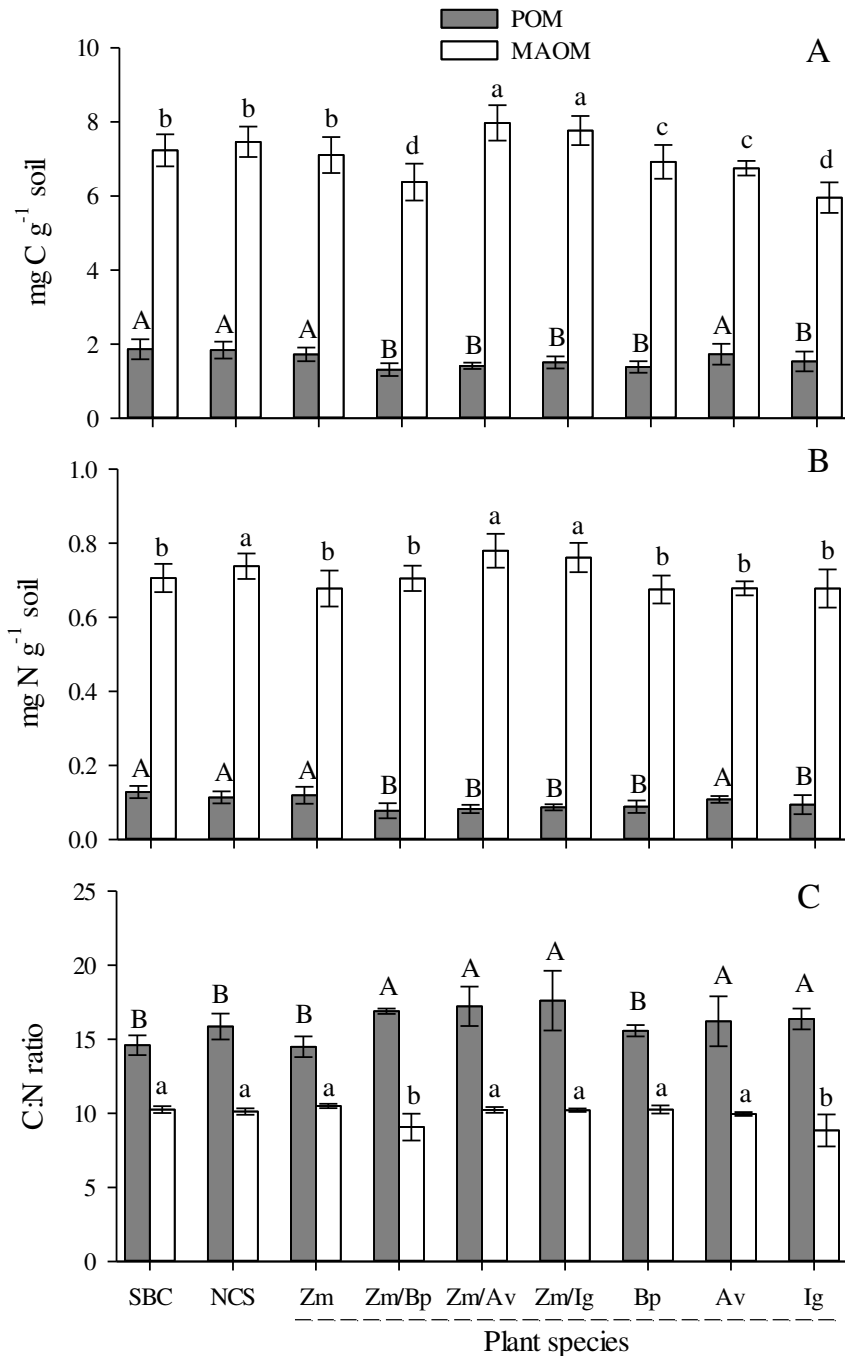 POM
MAOM
A
10
8
6
4
2
0
mg C g⁻¹ soil
b b b d a a c c d
A A A B B B B A B
B
1.0
0.8
0.6
0.4
0.2
0.0
mg N g⁻¹ soil
b a b b a a b b b
A A A B B B B A B
C
25
20
15
10
5
0
C:N ratio
B B B A A A B A A
a a a b a a a a b
SBC NCS Zm Zm/Bp Zm/Av Zm/Ig Bp Av Ig
Plant species